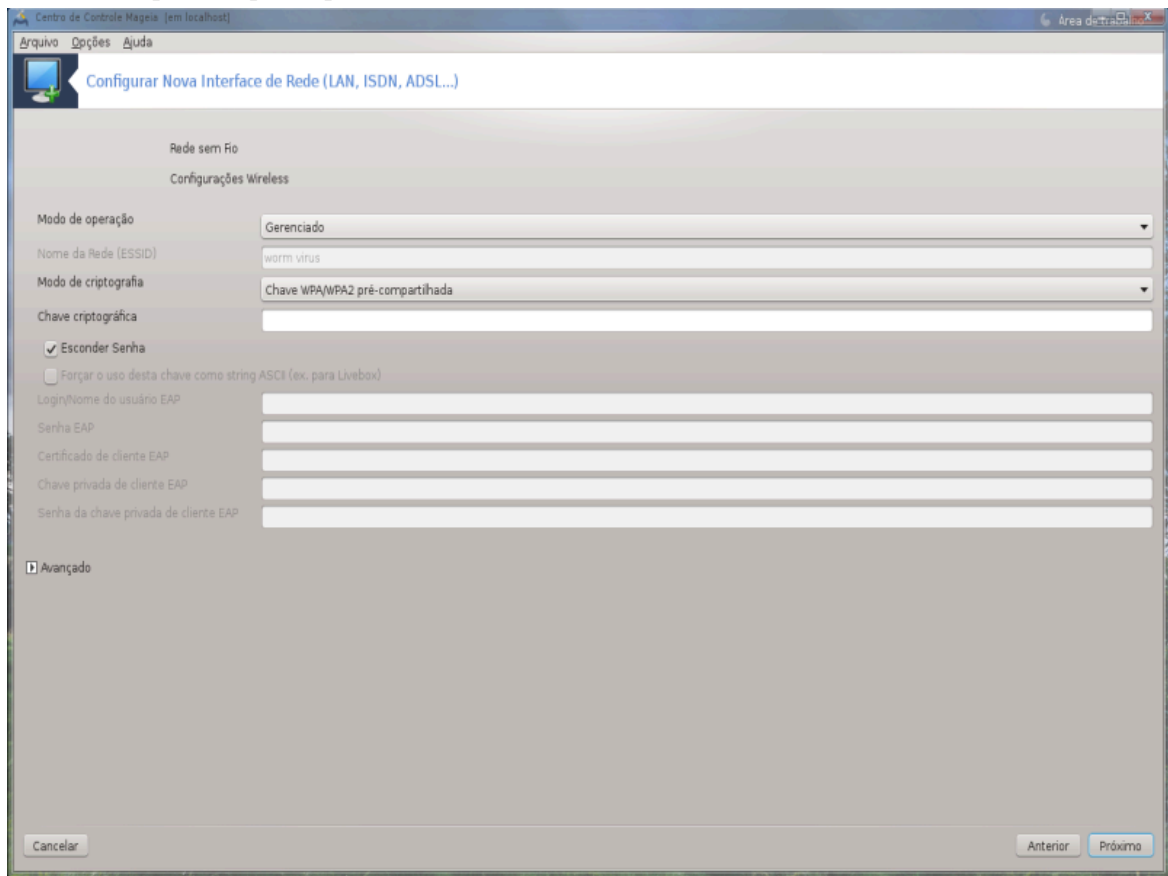 Centro de Controle Mageia [em localhost]
Arquivo Opções Ajuda
Configurar Nova Interface de Rede (LAN, ISDN, ADSL...)
Rede sem Fio
Configurações Wireless
Modo de operação Gerenciado
Nome da Rede (ESSID) worm virus
Modo de criptografia Chave WPA/WPA2 pré-compartilhada
Chave criptográfica
Esconder Senha
Forçar o uso desta chave como string ASCII (ex. para Livebox)
Login/Nome do usuário EAP
Senha EAP
Certificado de cliente EAP
Chave privada de cliente EAP
Senha da chave privada de cliente EAP
Avançado
Cancelar Anterior Próximo